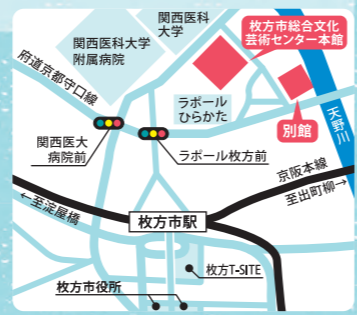 関西医科
大学
関西医科大学
附属病院
枚方市総合文化
芸術センター本館
府道京都守口線
ラポール
ひらかた
別館
天野川
関西医大
病院前
ラポール枚方前
京阪本線
至出町柳→
←至淀屋橋
枚方市駅
枚方T-SITE
枚方市役所